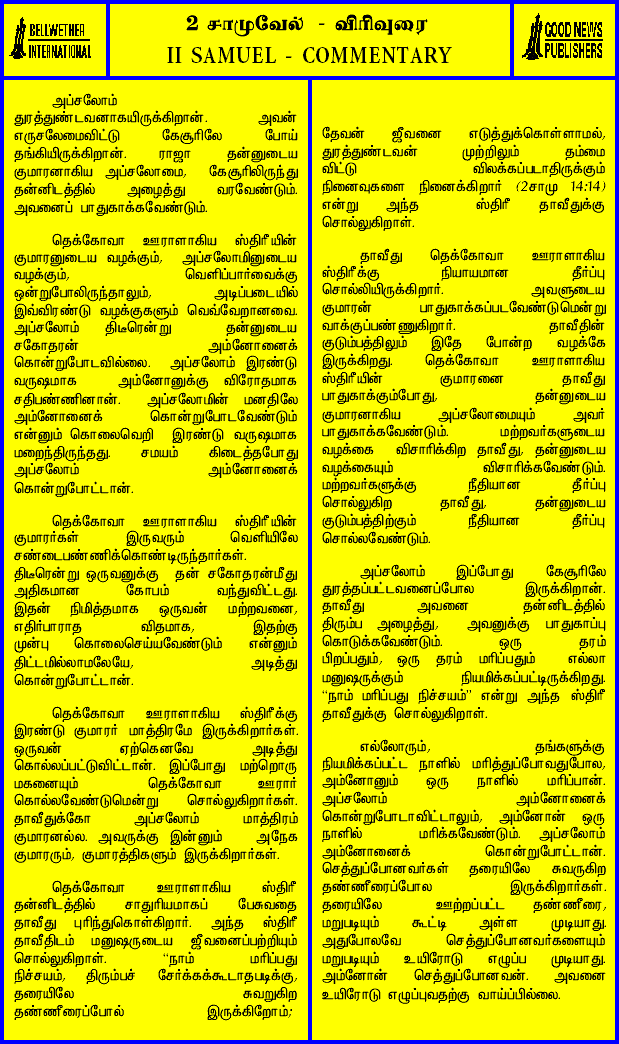 BELLWETHER
INTERNATIONAL
2 சாமுவேல் - விரிவுரை
II SAMUEL - COMMENTARY
GOOD NEWS
PUBLISHERS
அப்சலோம்
துரத்துண்டவனாகயிருக்கிறான். அவன்
எருசலேமைவிட்டு கேசூரிலே போய்
தங்கியிருக்கிறான். ராஜா தன்னுடைய
குமாரனாகிய அப்சலோமை, கேசூரிலிருந்து
தன்னிடத்தில் அழைத்து வரவேண்டும்.
அவனைப் பாதுகாக்கவேண்டும்.
தெக்கோவா ஊராளாகிய ஸ்திரீயின்
குமாரனுடைய வழக்கும், அப்சலோமினுடைய
வழக்கும், வெளிப்பார்வைக்கு
ஒன்றுபோலிருந்தாலும், அடிப்படையில்
இவ்விரண்டு வழக்குகளும் வெவ்வேறானவை.
அப்சலோம் திடீரென்று தன்னுடைய
சகோதரன் அம்னோனைக்
கொன்றுபோடவில்லை. அப்சலோம் இரண்டு
வருஷமாக அம்னோனுக்கு விரோதமாக
சதிபண்ணினான். அப்சலோமின் மனதிலே
அம்னோனைக் கொன்றுபோடவேண்டும்
என்னும் கொலைவெறி இரண்டு வருஷமாக
மறைந்திருந்தது. சமயம் கிடைத்தபோது
அப்சலோம் அம்னோனைக்
கொன்றுபோட்டான்.
தெக்கோவா ஊராளாகிய ஸ்திரீயின்
குமாரர்கள் இருவரும் வெளியிலே
சண்டைபண்ணிக்கொண்டிருந்தார்கள்.
திடீரென்று ஒருவனுக்கு தன் சகோதரன்மீது
அதிகமான கோபம் வந்துவிட்டது.
இதன் நிமித்தமாக ஒருவன் மற்றவனை,
எதிர்பாராத விதமாக, இதற்கு
முன்பு கொலைசெய்யவேண்டும் என்னும்
திட்டமில்லாமலேயே, அடித்து
கொன்றுபோட்டான்.
தெக்கோவா ஊராளாகிய ஸ்திரீக்கு
இரண்டு குமாரர் மாத்திரமே இருக்கிறார்கள்.
ஒருவன் ஏற்கெனவே அடித்து
கொல்லப்பட்டுவிட்டான். இப்போது மற்றொரு
மகனையும் தெக்கோவா ஊரார்
கொல்லவேண்டுமென்று சொல்லுகிறார்கள்.
தாவீதுக்கோ அப்சலோம் மாத்திரம்
குமாரனல்ல. அவருக்கு இன்னும் அநேக
குமாரரும், குமாரத்திகளும் இருக்கிறார்கள்.
தெக்கோவா ஊராளாகிய ஸ்திரீ
தன்னிடத்தில் சாதுரியமாகப் பேசுவதை
தாவீது புரிந்துகொள்கிறார். அந்த ஸ்திரீ
தாவீதிடம் மனுஷருடைய ஜீவனைப்பற்றியும்
சொல்லுகிறாள். “நாம் மரிப்பது
நிச்சயம், திரும்பச் சேர்க்கக்கூடாதபடிக்கு,
தரையிலே சுவறுகிற
தண்ணீரைப்போல் இருக்கிறோம்;
தேவன் ஜீவனை எடுத்துக்கொள்ளாமல்,
துரத்துண்டவன் முற்றிலும் தம்மை
விட்டு விலக்கப்படாதிருக்கும்
நினைவுகளை நினைக்கிறார் (2சாமு 14:14)
என்று அந்த ஸ்திரீ தாவீதுக்கு
சொல்லுகிறாள்.
தாவீது தெக்கோவா ஊராளாகிய
ஸ்திரீக்கு நியாயமான தீர்ப்பு
சொல்லியிருக்கிறார். அவளுடைய
குமாரன் பாதுகாக்கப்படவேண்டுமென்று
வாக்குப்பண்ணுகிறார். தாவீதின்
குடும்பத்திலும் இதே போன்ற வழக்கே
இருக்கிறது. தெக்கோவா ஊராளாகிய
ஸ்திரீயின் குமாரனை தாவீது
பாதுகாக்கும்போது, தன்னுடைய
குமாரனாகிய அப்சலோமையும் அவர்
பாதுகாக்கவேண்டும். மற்றவர்களுடைய
வழக்கை விசாரிக்கிற தாவீது, தன்னுடைய
வழக்கையும் விசாரிக்கவேண்டும்.
மற்றவர்களுக்கு நீதியான தீர்ப்பு
சொல்லுகிற தாவீது, தன்னுடைய
குடும்பத்திற்கும் நீதியான தீர்ப்பு
சொல்லவேண்டும்.
அப்சலோம் இப்போது கேசூரிலே
துரத்தப்பட்டவனைப்போல இருக்கிறான்.
தாவீது அவனை தன்னிடத்தில்
திரும்ப அழைத்து, அவனுக்கு பாதுகாப்பு
கொடுக்கவேண்டும். ஒரு தரம்
பிறப்பதும், ஒரு தரம் மரிப்பதும் எல்லா
மனுஷருக்கும் நியமிக்கப்பட்டிருக்கிறது.
“நாம் மரிப்பது நிச்சயம்” என்று அந்த ஸ்திரீ
தாவீதுக்கு சொல்லுகிறாள்.
எல்லோரும், தங்களுக்கு
நியமிக்கப்பட்ட நாளில் மரித்துப்போவதுபோல,
அம்னோனும் ஒரு நாளில் மரிப்பான்.
அப்சலோம் அம்னோனைக்
கொன்றுபோடாவிட்டாலும், அம்னோன் ஒரு
நாளில் மரிக்கவேண்டும். அப்சலோம்
அம்னோனைக் கொன்றுபோட்டான்.
செத்துப்போனவர்கள் தரையிலே சுவருகிற
தண்ணீரைப்போல இருக்கிறார்கள்.
தரையிலே ஊற்றப்பட்ட தண்ணீரை,
மறுபடியும் கூட்டி அள்ள முடியாது.
அதுபோலவே செத்துப்போனவர்களையும்
மறுபடியும் உயிரோடு எழுப்ப முடியாது.
அம்னோன் செத்துப்போனவன். அவனை
உயிரோடு எழுப்புவதற்கு வாய்ப்பில்லை.